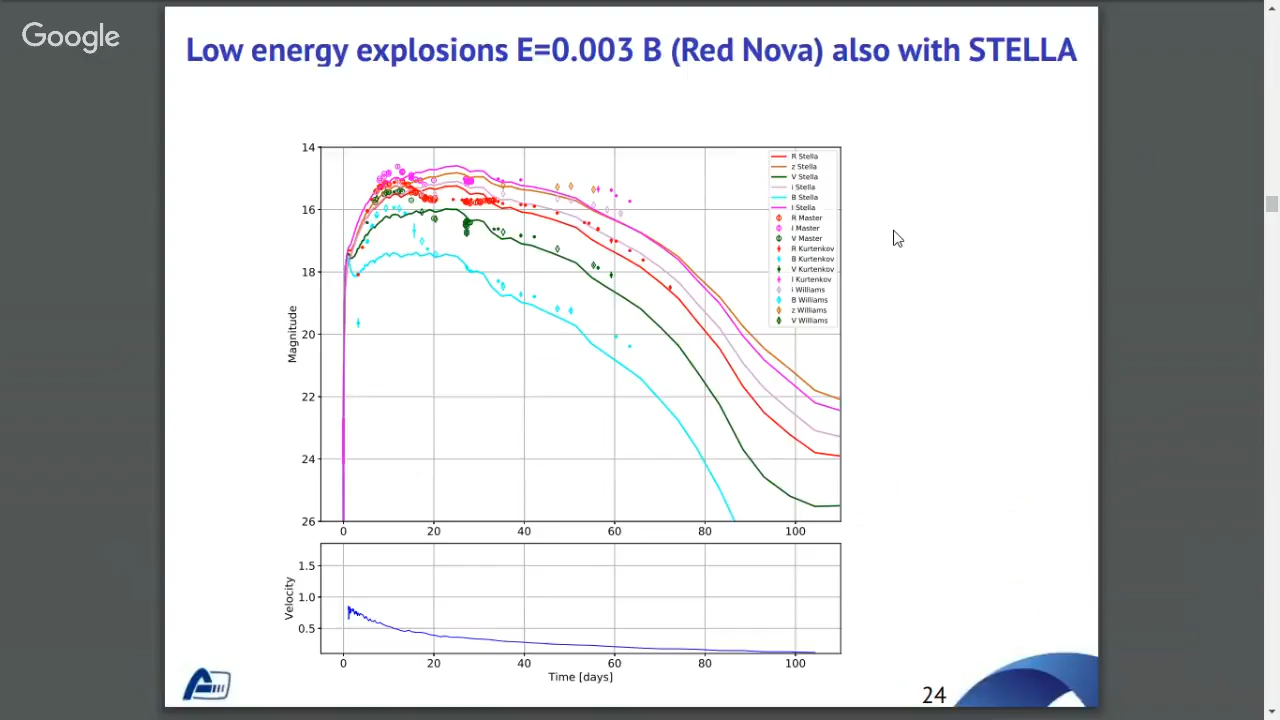 Google
Low energy explosions E=0.003 B (Red Nova) also with STELLA
14
16
18
20
22
24
26
Magnitude
R Stella
z Stella
V Stella
i Stella
B Stella
I Stella
R Master
I Master
V Master
R Kurtenkov
B Kurtenkov
V Kurtenkov
I Kurtenkov
i Williams
B Williams
z Williams
V Williams
0 20 40 60 80 100
1.5
1.0
0.5
Velocity
0 20 40 60 80 100
Time [days]
24